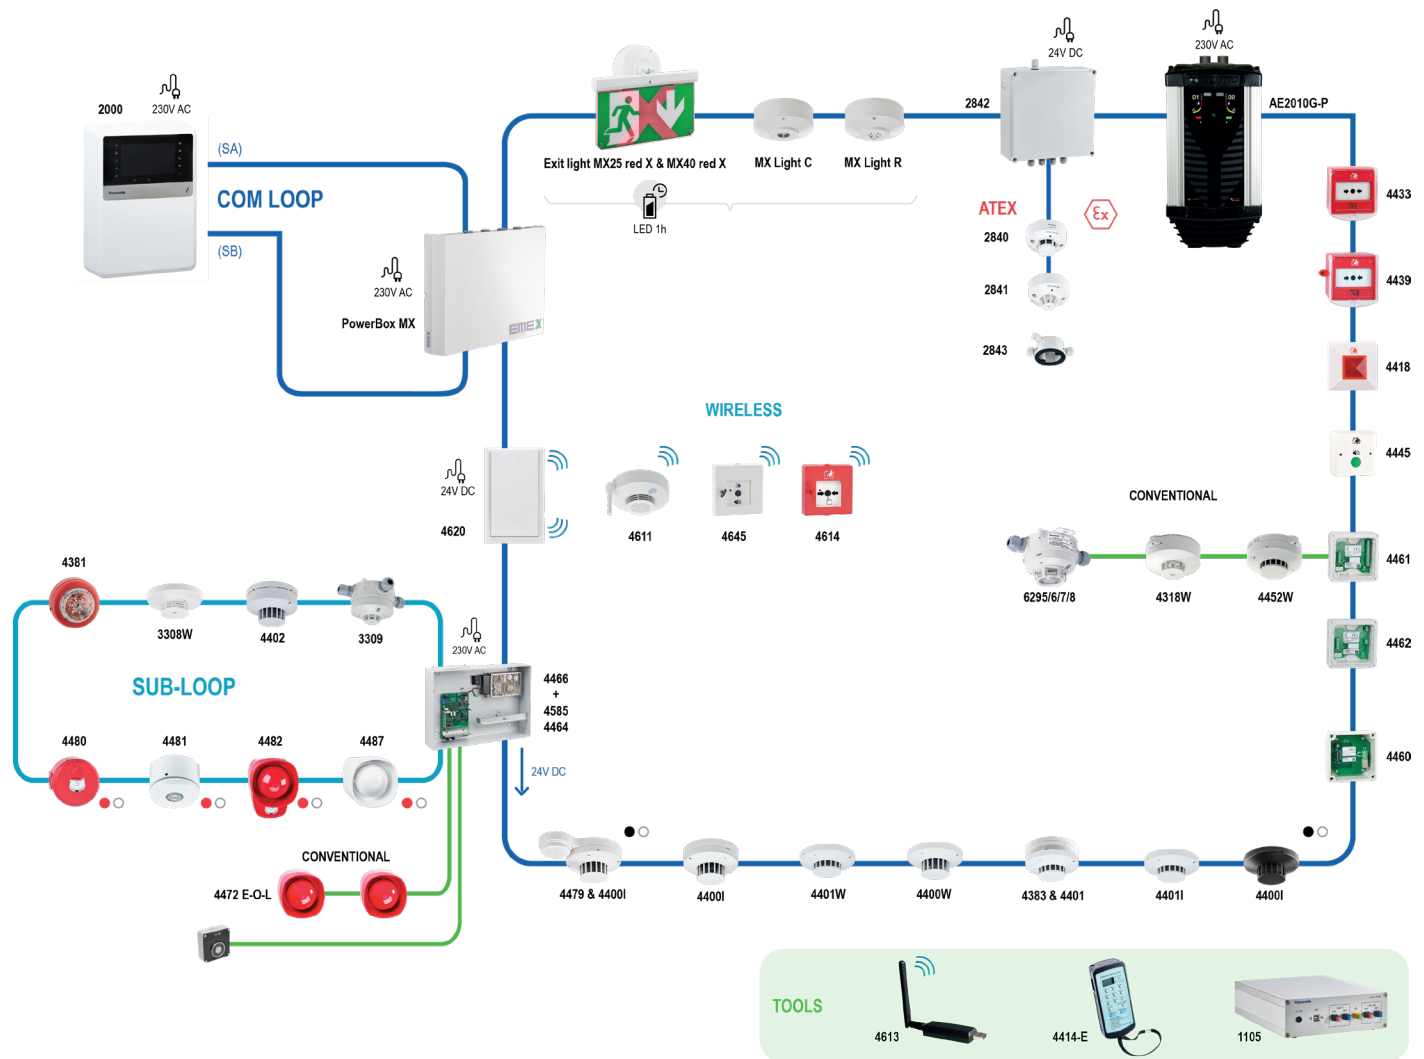 2000
230V AC
(SA)
COM LOOP
(SB)
230V AC
PowerBox MX
EMEX
Exit light MX25 red X & MX40 red X
MX Light C
MX Light R
LED 1h
24V DC
2842
230V AC
AE2010G-P
ATEX
Ex
2840
2841
2843
4433
4439
4418
4445
WIRELESS
24V DC
4620
4611
4645
4614
CONVENTIONAL
6295/6/7/8
4318W
4452W
4461
4462
4460
4381
3308W
4402
3309
SUB-LOOP
230V AC
4466
+
4585
4464
4480
4481
4482
4487
24V DC
CONVENTIONAL
4472 E-O-L
4479 & 4400I
4400I
4401W
4400W
4383 & 4401
4401I
4400I
TOOLS
4613
4414-E
1105
Panasonic